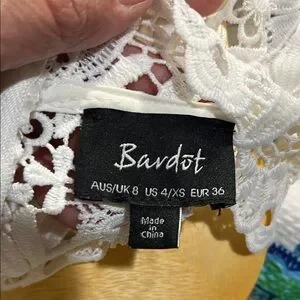 Bardot
AUS/UK 8 US 4/XS EUR 36
Made
in
China